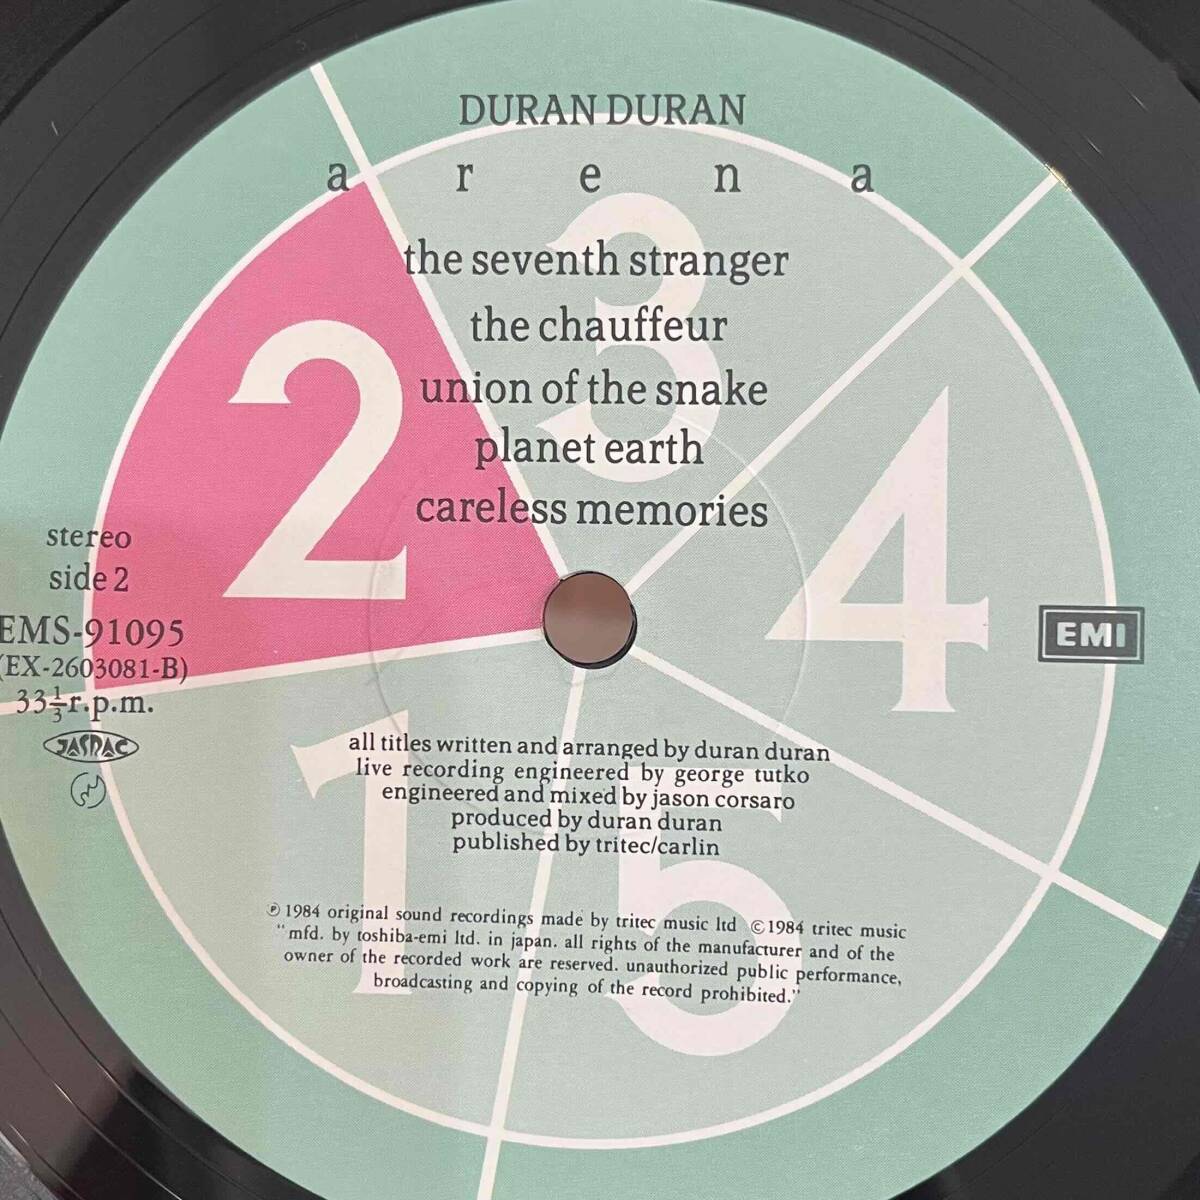 DURAN DURAN
a r e n a
the seventh stranger
the chauffeur
union of the snake
planet earth
careless memories
2
3
4
1
5
stereo
side 2
EMS-91095
(EX-2603081-B)
33⅓r.p.m.
JASRAC
EMI
all titles written and arranged by duran duran
live recording engineered by george tutko
engineered and mixed by jason corsaro
produced by duran duran
published by tritec/carlin
℗ 1984 original sound recordings made by tritec music ltd ©1984 tritec music
"mfd. by toshiba-emi ltd. in japan. all rights of the manufacturer and of the
owner of the recorded work are reserved. unauthorized public performance,
broadcasting and copying of the record prohibited."